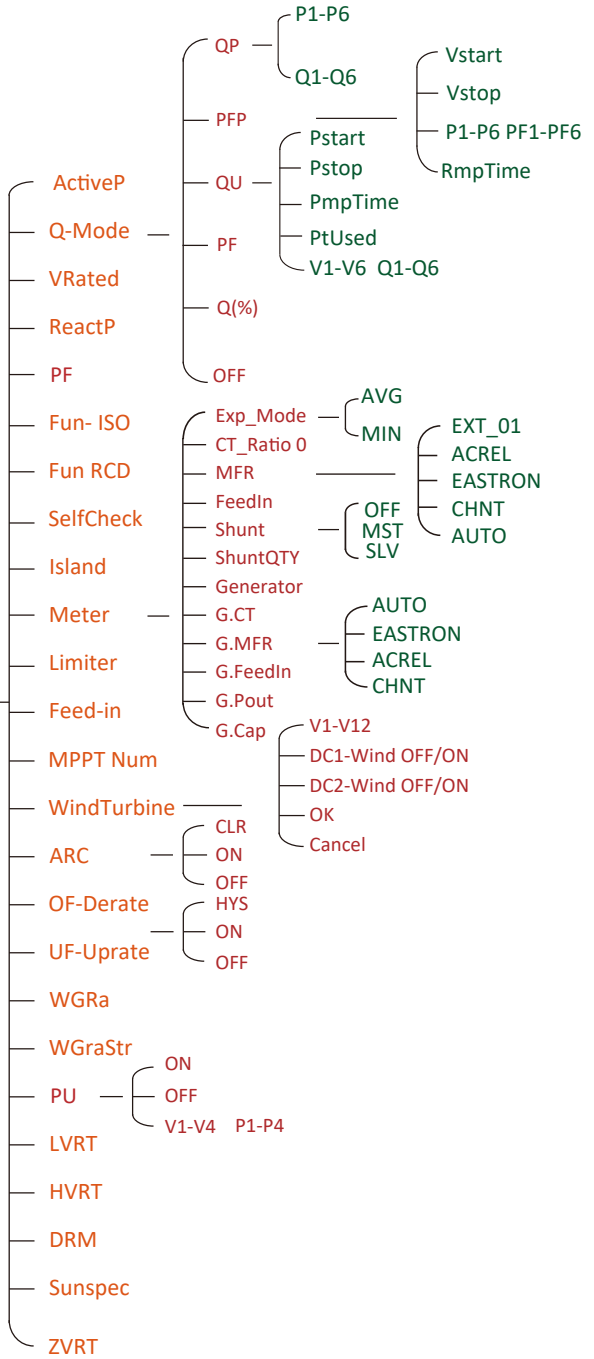 ActiveP
Q-Mode
VRated
ReactP
PF
Fun- ISO
Fun RCD
SelfCheck
Island
Meter
Limiter
Feed-in
MPPT Num
WindTurbine
ARC
OF-Derate
UF-Uprate
WGRa
WGraStr
PU
LVRT
HVRT
DRM
Sunspec
ZVRT
QP
PFP
QU
PF
Q(%)
OFF
P1-P6
Q1-Q6
Vstart
Vstop
P1-P6 PF1-PF6
RmpTime
Pstart
Pstop
PmpTime
PtUsed
V1-V6 Q1-Q6
Exp_Mode
CT_Ratio 0
MFR
FeedIn
Shunt
ShuntQTY
Generator
G.CT
G.MFR
G.FeedIn
G.Pout
G.Cap
AVG
MIN
EXT_01
ACREL
EASTRON
CHNT
AUTO
OFF
MST
SLV
AUTO
EASTRON
ACREL
CHNT
V1-V12
DC1-Wind OFF/ON
DC2-Wind OFF/ON
OK
Cancel
CLR
ON
OFF
HYS
ON
OFF
ON
OFF
V1-V4 P1-P4